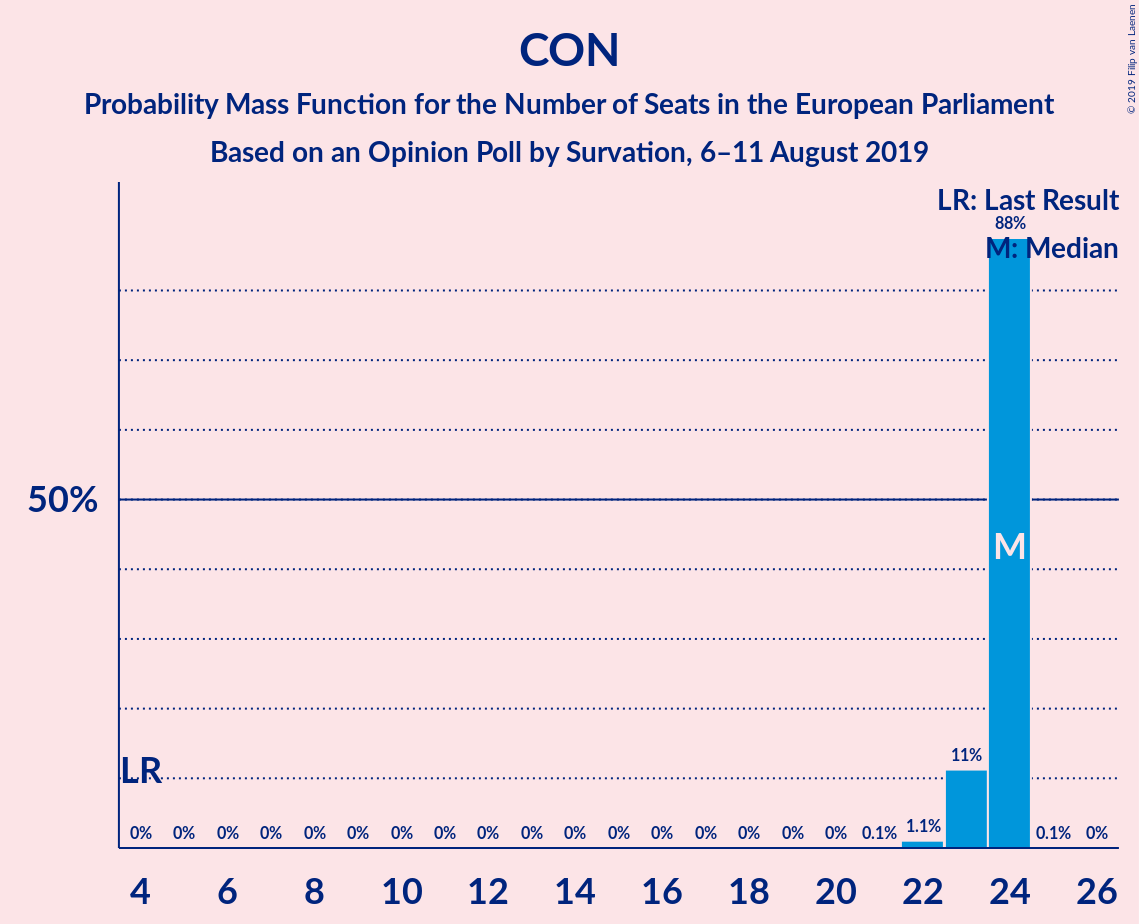 CON
Probability Mass Function for the Number of Seats in the European Parliament
Based on an Opinion Poll by Survation, 6–11 August 2019
© 2019 Filip van Laenen
LR: Last Result
M: Median
88%
50%
M
LR
11%
0% 0% 0% 0% 0% 0% 0% 0% 0% 0% 0% 0% 0% 0% 0% 0% 0% 0.1% 1.1% 0.1% 0%
4 6 8 10 12 14 16 18 20 22 24 26